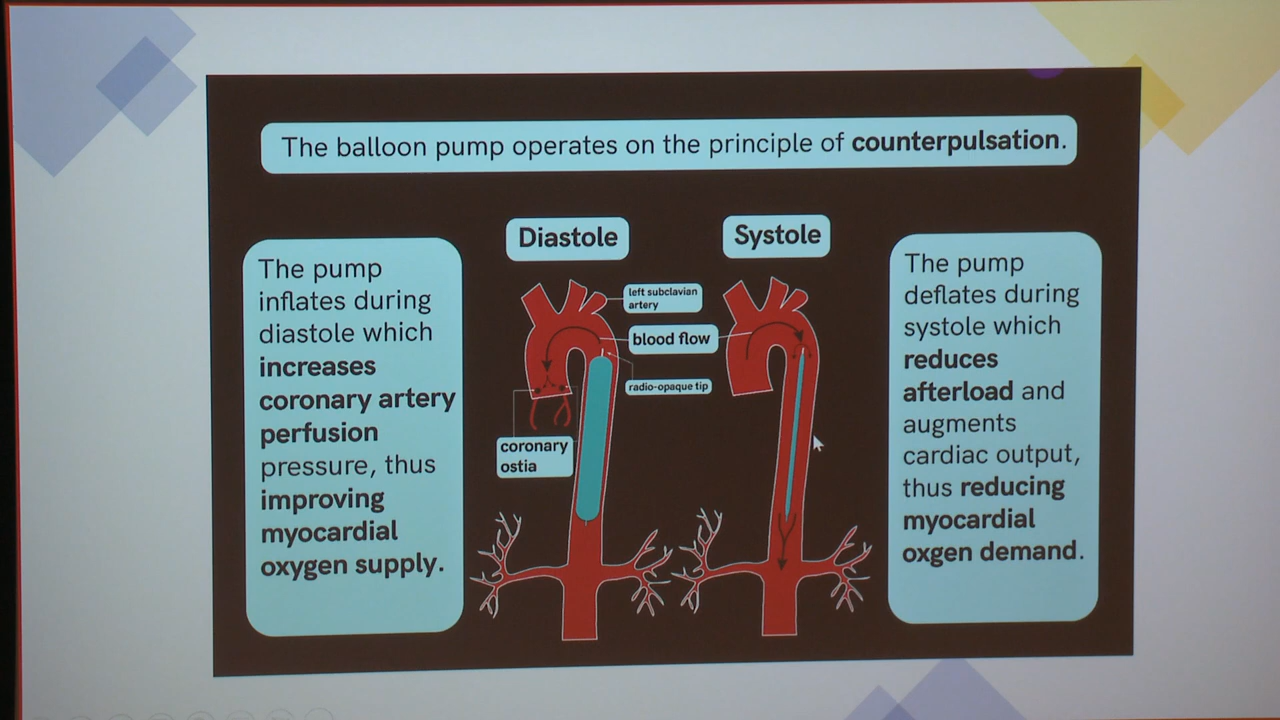 The balloon pump operates on the principle of counterpulsation.
Diastole
Systole
The pump
inflates during
diastole which
increases
coronary artery
perfusion
pressure, thus
improving
myocardial
oxygen supply.
left subclavian
artery
blood flow
radio-opaque tip
coronary
ostia
The pump
deflates during
systole which
reduces
afterload and
augments
cardiac output,
thus reducing
myocardial
oxgen demand.